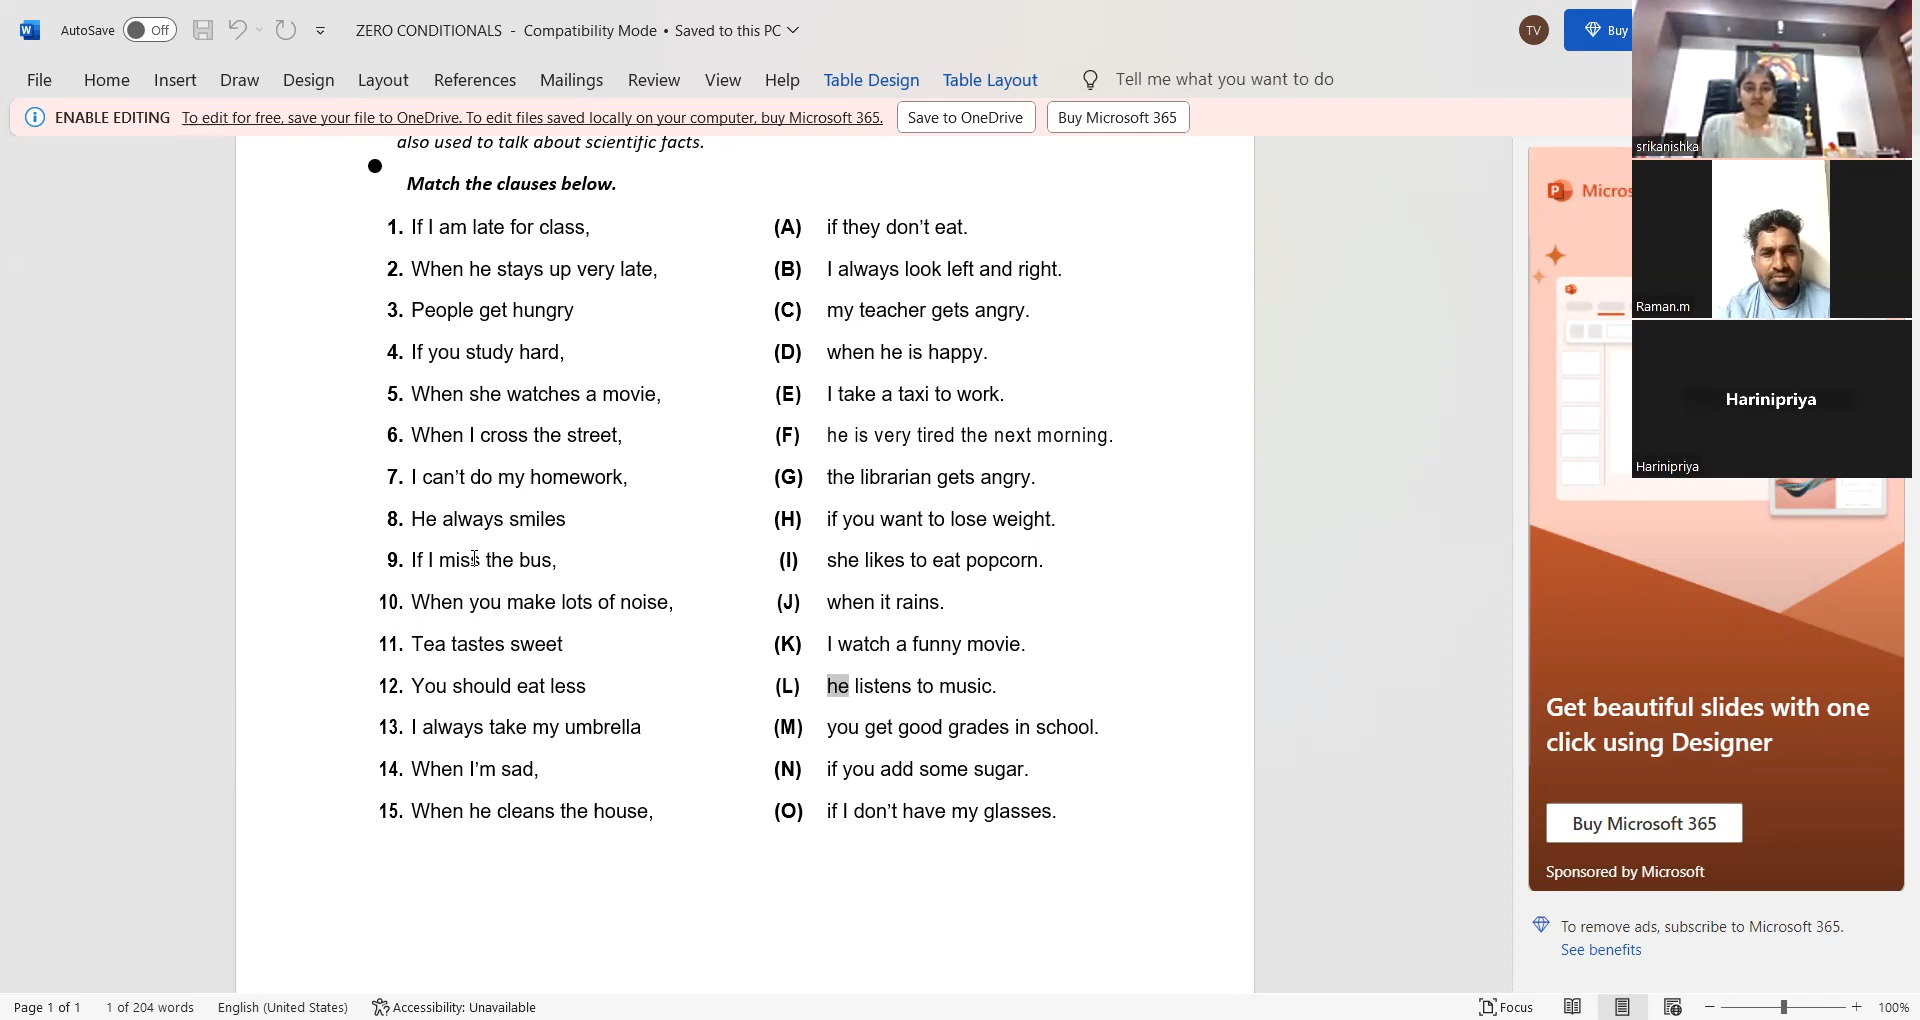 AutoSave Off ZERO CONDITIONALS - Compatibility Mode • Saved to this PC TV Buy
File Home Insert Draw Design Layout References Mailings Review View Help Table Design Table Layout Tell me what you want to do
ENABLE EDITING To edit for free, save your file to OneDrive. To edit files saved locally on your computer, buy Microsoft 365. Save to OneDrive Buy Microsoft 365
also used to talk about scientific facts.
Match the clauses below.
1. If I am late for class, (A) if they don’t eat.
2. When he stays up very late, (B) I always look left and right.
3. People get hungry (C) my teacher gets angry.
4. If you study hard, (D) when he is happy.
5. When she watches a movie, (E) I take a taxi to work.
6. When I cross the street, (F) he is very tired the next morning.
7. I can’t do my homework, (G) the librarian gets angry.
8. He always smiles (H) if you want to lose weight.
9. If I miss the bus, (I) she likes to eat popcorn.
10. When you make lots of noise, (J) when it rains.
11. Tea tastes sweet (K) I watch a funny movie.
12. You should eat less (L) he listens to music.
13. I always take my umbrella (M) you get good grades in school.
14. When I’m sad, (N) if you add some sugar.
15. When he cleans the house, (O) if I don’t have my glasses.
srikanishka
Raman.m
Harinipriya
Harinipriya
Get beautiful slides with one
click using Designer
Buy Microsoft 365
Sponsored by Microsoft
To remove ads, subscribe to Microsoft 365.
See benefits
Page 1 of 1 1 of 204 words English (United States) Accessibility: Unavailable Focus 100%